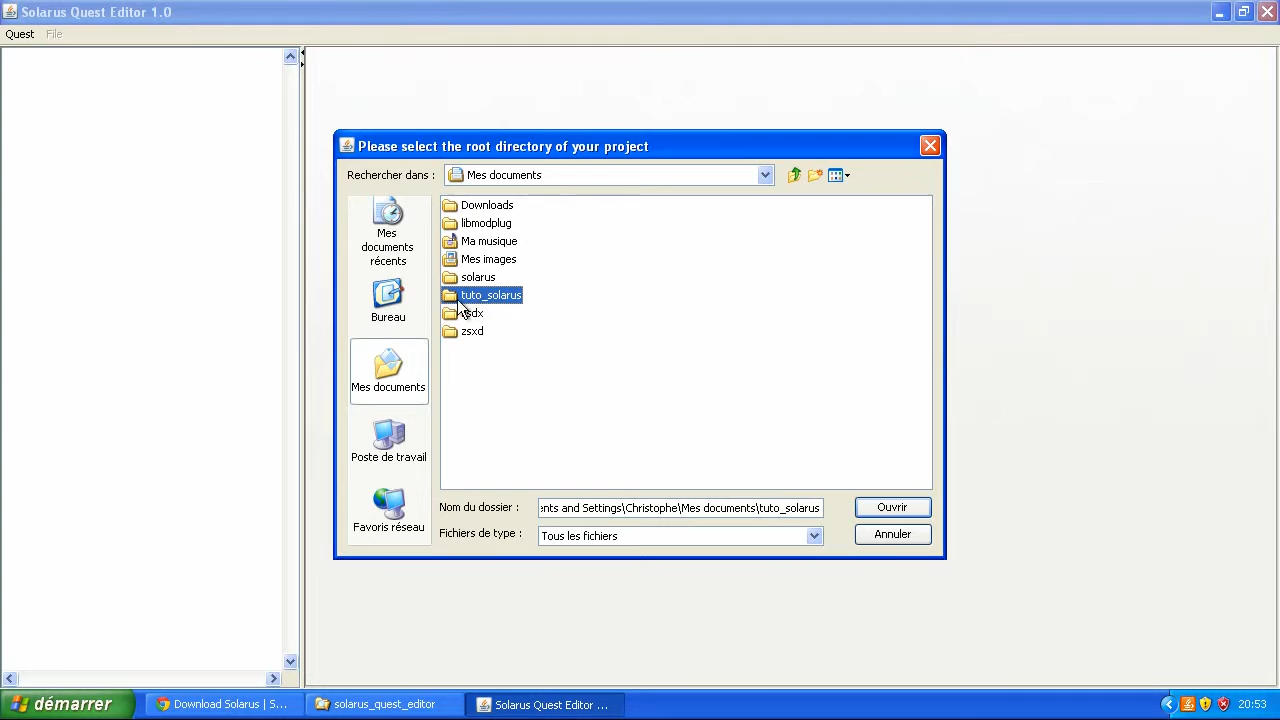 Solarus Quest Editor 1.0
Quest File
Please select the root directory of your project
Rechercher dans : Mes documents
Mes documents récents
Bureau
Mes documents
Poste de travail
Favoris réseau
Downloads
libmodplug
Ma musique
Mes images
solarus
tuto_solarus
zsxd
Nom du dossier : nts and Settings\Christophe\Mes documents\tuto_solarus
Ouvrir
Fichiers de type : Tous les fichiers
Annuler
démarrer
Download Solarus | S...
solarus_quest_editor
Solarus Quest Editor ...
20:53